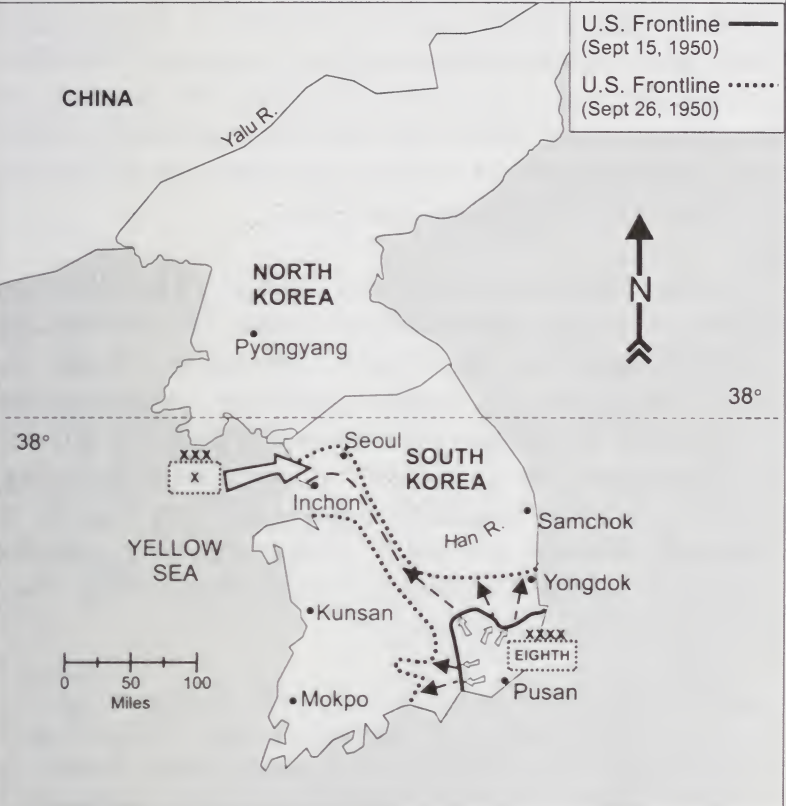 U.S. Frontline
(Sept 15, 1950)
U.S. Frontline
(Sept 26, 1950)
CHINA
Yalu R.
NORTH
KOREA
N
Pyongyang
38°
38°
XXX
X
Seoul
SOUTH
KOREA
Inchon
Han R.
Samchok
YELLOW
SEA
Yongdok
Kunsan
XXXX
EIGHTH
0 50 100
Miles
Mokpo
Pusan